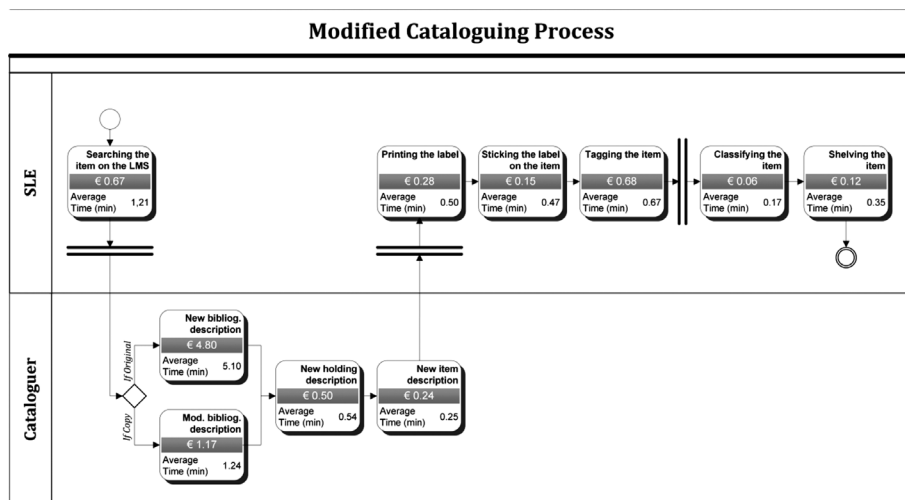 Modified Cataloguing Process
SLE
Searching the
item on the LMS
€ 0.67
Average
Time (min)
1,21
Printing the label
€ 0.28
Average
Time (min)
0.50
Sticking the label
on the item
€ 0.15
Average
Time (min)
0.47
Tagging the item
€ 0.68
Average
Time (min)
0.67
Classifying the
item
€ 0.06
Average
Time (min)
0.17
Shelving the
item
€ 0.12
Average
Time (min)
0.35
Cataloguer
If Original
If Copy
New bibliog.
description
€ 4.80
Average
Time (min)
5.10
Mod. bibliog.
description
€ 1.17
Average
Time (min)
1.24
New holding
description
€ 0.50
Average
Time (min)
0.54
New item
description
€ 0.24
Average
Time (min)
0.25